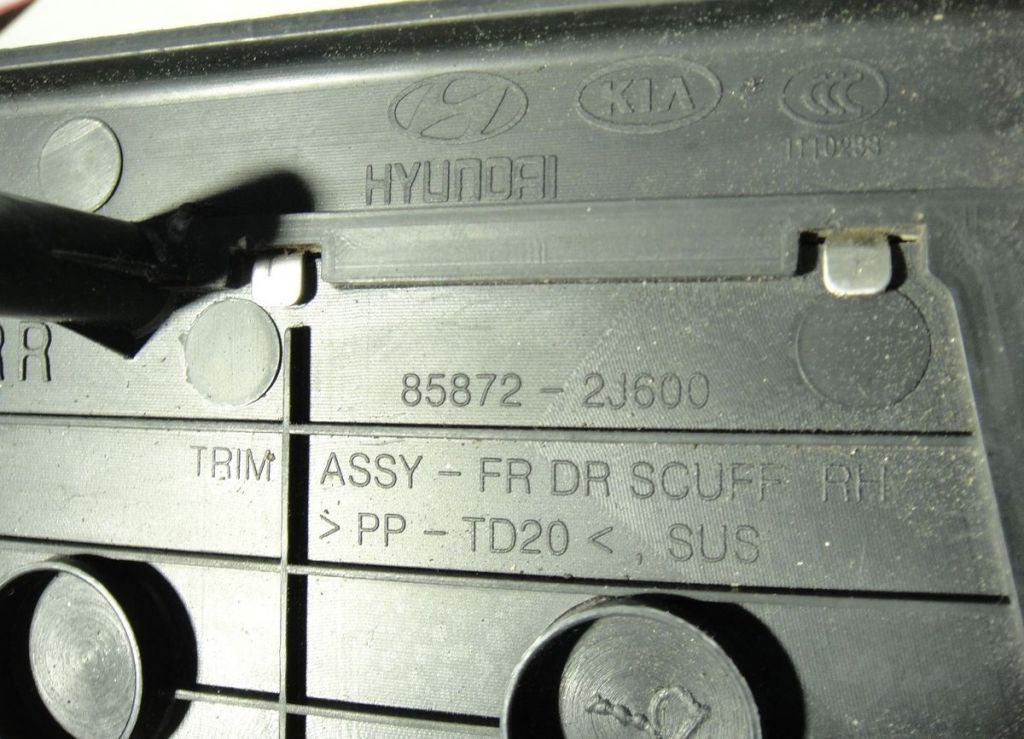 KIA
HYUNDAI
85872 - 2J600
TRIM ASSY - FR DR SCUFF RH
> PP - TD20 < , SUS